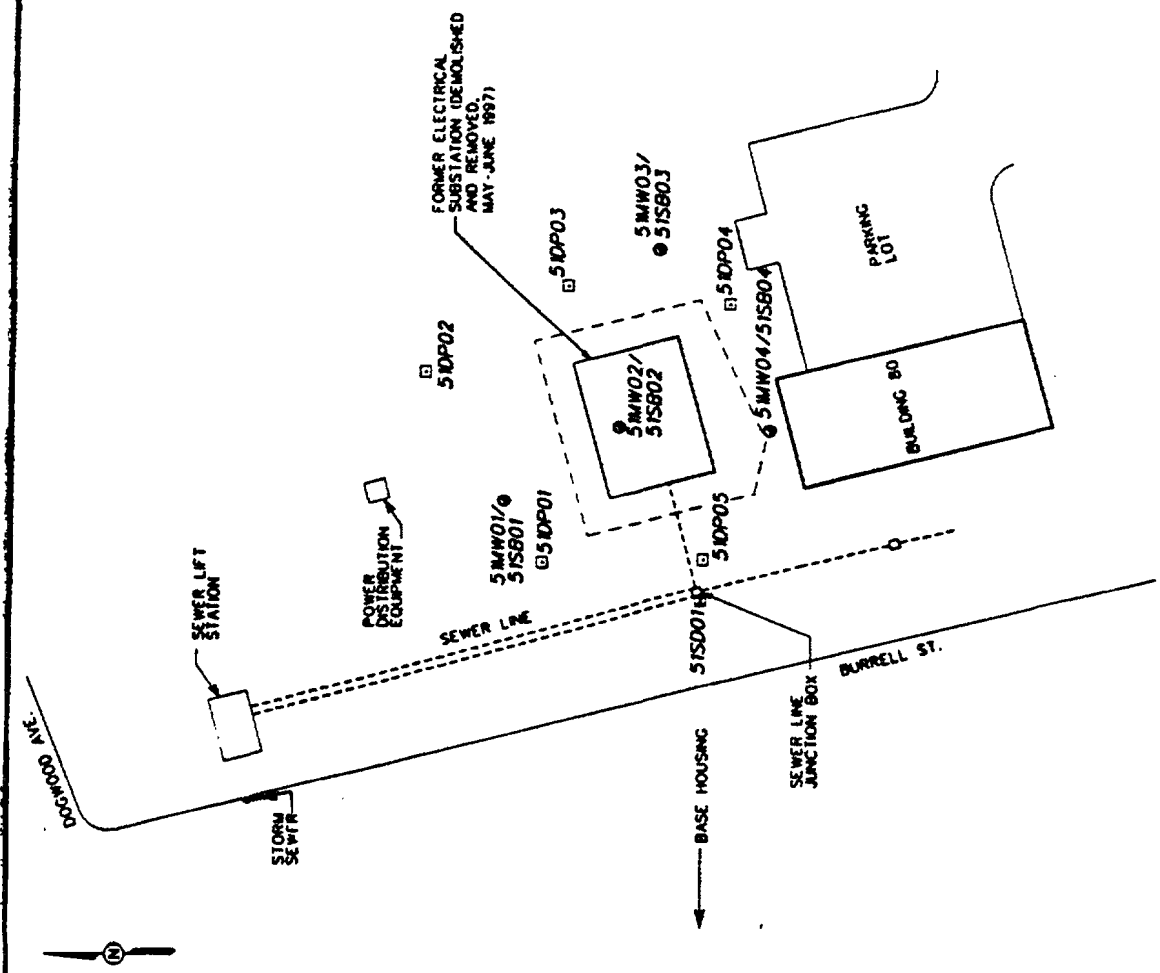 FORMER ELECTRICAL
SUBSTATION (DEMOLISHED
AND REMOVED,
MAY-JUNE 1997)
51DP03
51MW03/
51SB03
51DP02
51DP04
PARKING
LOT
51MW02/
51SB02
51MW04/51SB04
BUILDING 80
51MW01/
51SB01
51DP01
51DP05
POWER
DISTRIBUTION
EQUIPMENT
SEWER LIFT
STATION
SEWER LINE
51SD01
BURRELL ST.
SEWER LINE
JUNCTION BOX
BASE HOUSING
DOGWOOD AVE.
STORM
SEWER
N